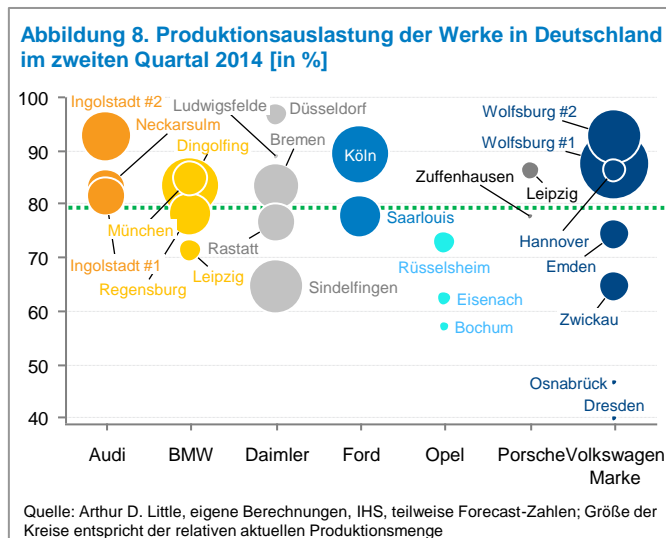 Abbildung 8. Produktionsauslastung der Werke in Deutschland
im zweiten Quartal 2014 [in %]
100
90
80
70
60
50
40
Ingolstadt #2
Neckarsulm
Ingolstadt #1
Dingolfing
München
Regensburg
Leipzig
Ludwigsfelde
Düsseldorf
Bremen
Rastatt
Sindelfingen
Köln
Saarlouis
Rüsselsheim
Eisenach
Bochum
Zuffenhausen
Leipzig
Wolfsburg #2
Wolfsburg #1
Hannover
Emden
Zwickau
Osnabrück
Dresden
Audi
BMW
Daimler
Ford
Opel
Porsche
Volkswagen
Marke
Quelle: Arthur D. Little, eigene Berechnungen, IHS, teilweise Forecast-Zahlen; Größe der
Kreise entspricht der relativen aktuellen Produktionsmenge